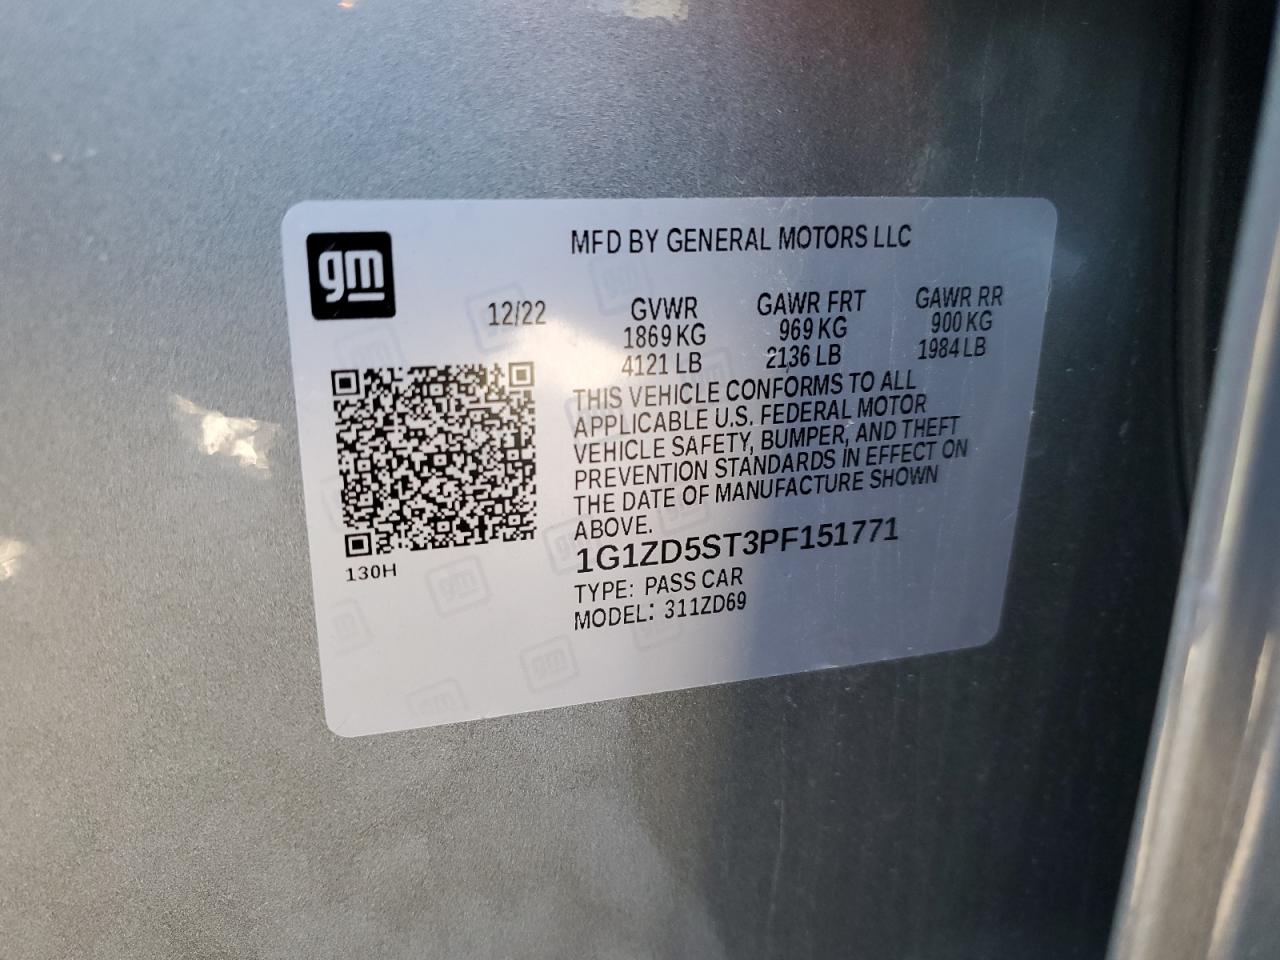 gm
MFD BY GENERAL MOTORS LLC
12/22 GVWR GAWR FRT GAWR RR
1869 KG 969 KG 900 KG
4121 LB 2136 LB 1984 LB
THIS VEHICLE CONFORMS TO ALL
APPLICABLE U.S. FEDERAL MOTOR
VEHICLE SAFETY, BUMPER, AND THEFT
PREVENTION STANDARDS IN EFFECT ON
THE DATE OF MANUFACTURE SHOWN
ABOVE.
1G1ZD5ST3PF151771
TYPE: PASS CAR
MODEL: 311ZD69
130H